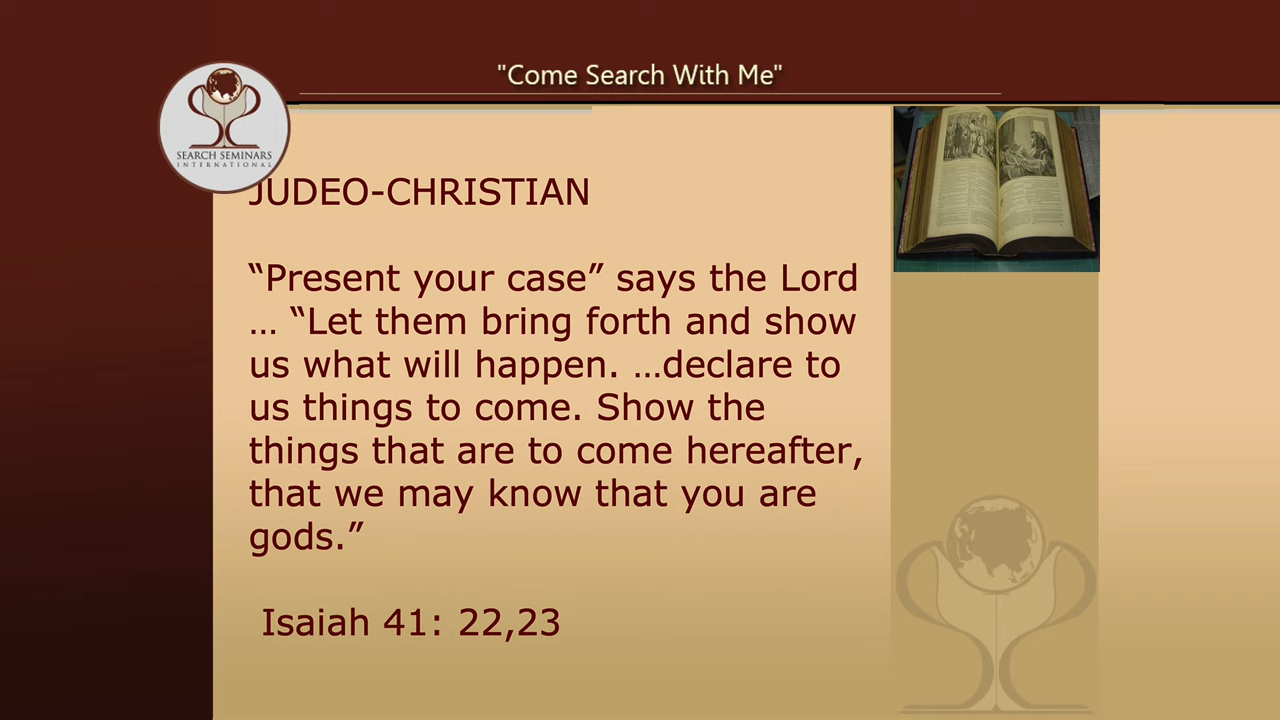 "Come Search With Me"
SEARCH SEMINARS
INTERNATIONAL
JUDEO-CHRISTIAN
“Present your case” says the Lord
… “Let them bring forth and show
us what will happen. …declare to
us things to come. Show the
things that are to come hereafter,
that we may know that you are
gods.”
Isaiah 41: 22,23